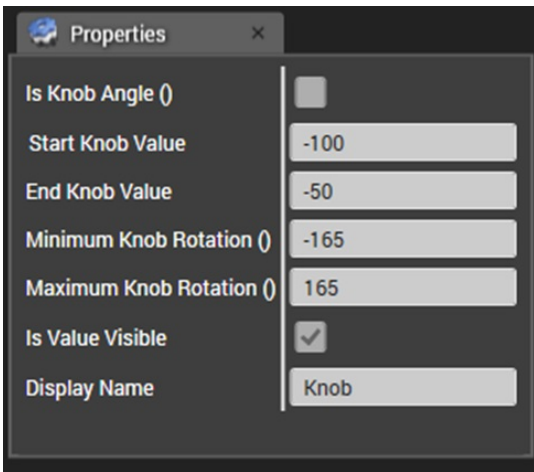 Properties
Is Knob Angle ()
Start Knob Value -100
End Knob Value -50
Minimum Knob Rotation () -165
Maximum Knob Rotation () 165
Is Value Visible
Display Name Knob